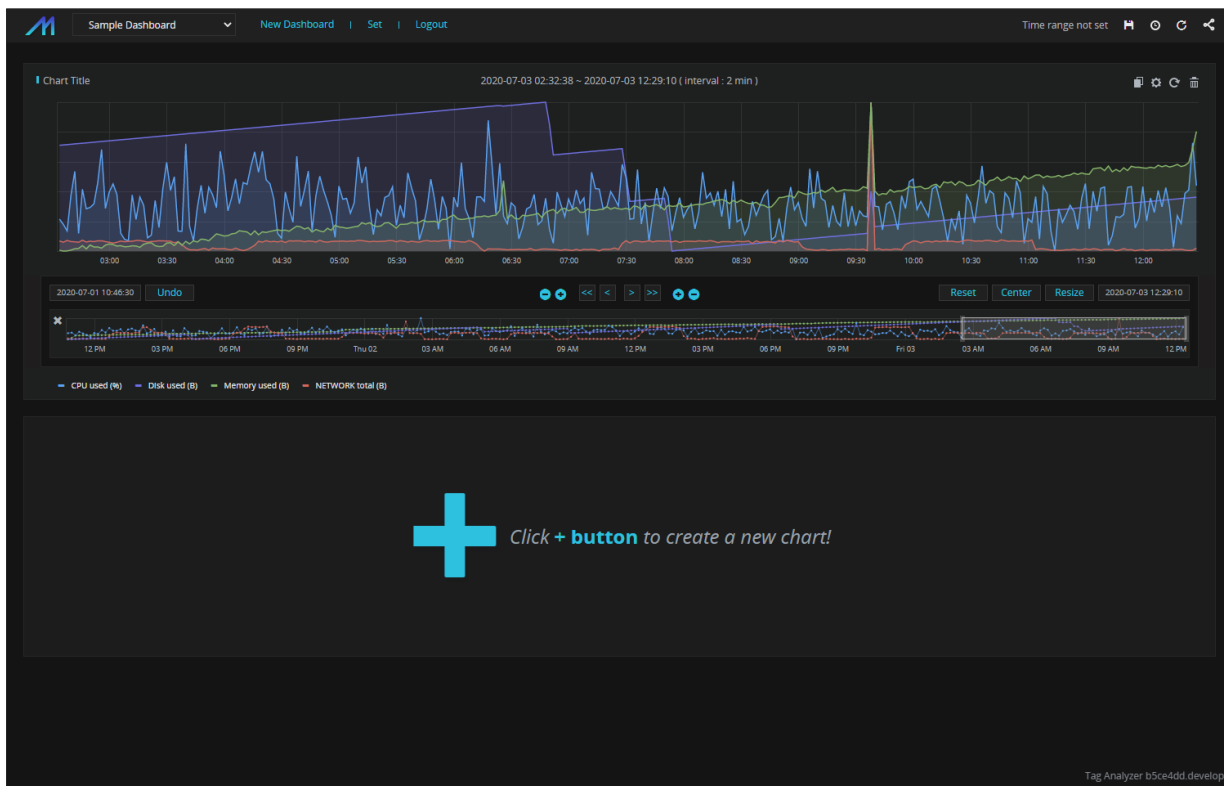 Sample Dashboard New Dashboard | Set | Logout Time range not set
Chart Title 2020-07-03 02:32:38 ~ 2020-07-03 12:29:10 ( interval : 2 min )
03:00 03:30 04:00 04:30 05:00 05:30 06:00 06:30 07:00 07:30 08:00 08:30 09:00 09:30 10:00 10:30 11:00 11:30 12:00
2020-07-01 10:46:30 Undo << < > >> Reset Center Resize 2020-07-03 12:29:10
12 PM 03 PM 06 PM 09 PM Thu 02 03 AM 06 AM 09 AM 12 PM 03 PM 06 PM 09 PM Fri 03 03 AM 06 AM 09 AM 12 PM
CPU used (%) DIsk used (B) Memory used (B) NETWORK total (B)
Click + button to create a new chart!
Tag Analyzer b5ce4dd.develop